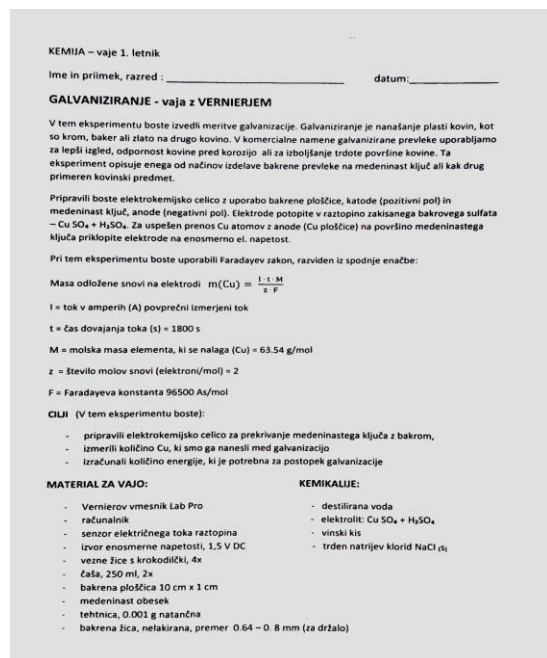 KEMIJA – vaje 1. letnik
Ime in priimek, razred : ______________________________ datum:_______________
GALVANIZIRANJE - vaja z VERNIERJEM
V tem eksperimentu boste izvedli meritve galvanizacije. Galvaniziranje je nanašanje plasti kovin, kot
so krom, baker ali zlato na drugo kovino. V komercialne namene galvanizirane prevleke uporabljamo
za lepši izgled, odpornost kovine pred korozijo ali za izboljšanje trdote površine kovine. Ta
eksperiment opisuje enega od načinov izdelave bakrene prevleke na medeninast ključ ali kak drug
primeren kovinski predmet.
Pripravili boste elektrokemijsko celico z uporabo bakrene ploščice, katode (pozitivni pol) in
medeninast ključ, anode (negativni pol). Elektrode potopite v raztopino zakisanega bakrovega sulfata
– Cu SO₄ + H₂SO₄. Za uspešen prenos Cu atomov z anode (Cu ploščice) na površino medeninastega
ključa priklopite elektrode na enosmerno el. napetost.
Pri tem eksperimentu boste uporabili Faradayev zakon, razviden iz spodnje enačbe:
Masa odložene snovi na elektrodi m(Cu) = I · t · M / z · F
I = tok v amperih (A) povprečni izmerjeni tok
t = čas dovajanja toka (s) = 1800 s
M = molska masa elementa, ki se nalaga (Cu) = 63.54 g/mol
z = število molov snovi (elektroni/mol) = 2
F = Faradayeva konstanta 96500 As/mol
CILJI (V tem eksperimentu boste):
- pripravili elektrokemijsko celico za prekrivanje medeninastega ključa z bakrom,
- izmerili količino Cu, ki smo ga nanesli med galvanizacijo
- izračunali količino energije, ki je potrebna za postopek galvanizacije
MATERIAL ZA VAJO:
- Vernierov vmesnik Lab Pro
- računalnik
- senzor električnega toka raztopina
- izvor enosmerne napetosti, 1,5 V DC
- vezne žice s krokodilčki, 4x
- čaša, 250 ml, 2x
- bakrena ploščica 10 cm x 1 cm
- medeninast obesek
- tehtnica, 0.001 g natančna
- bakrena žica, nelakirana, premer 0.64 – 0. 8 mm (za držalo)
KEMIKALIJE:
- destilirana voda
- elektrolit: Cu SO₄ + H₂SO₄
- vinski kis
- trden natrijev klorid NaCl (s)